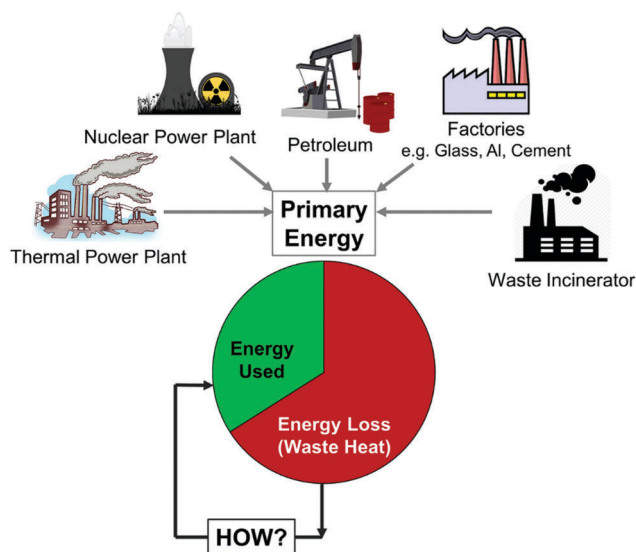 Nuclear Power Plant
Petroleum
Factories
e.g. Glass, Al, Cement
Thermal Power Plant
Primary
Energy
Waste Incinerator
Energy
Used
Energy Loss
(Waste Heat)
HOW?